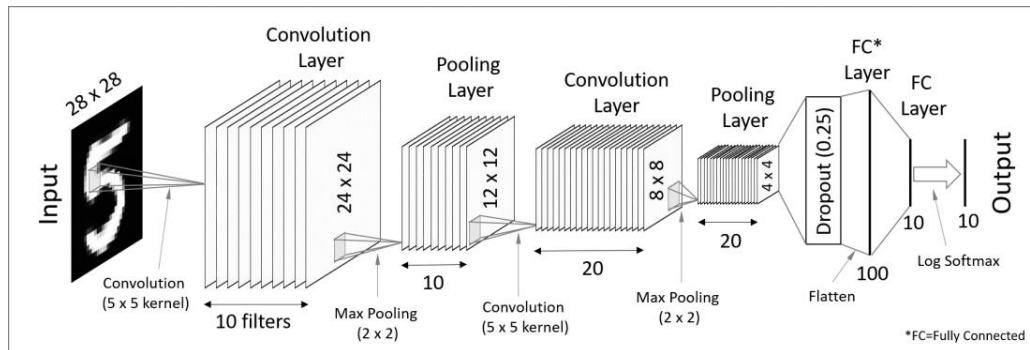 Input
28 x 28
Convolution
(5 x 5 kernel)
Convolution
Layer
24 x 24
10 filters
Max Pooling
(2 x 2)
Pooling
Layer
12 x 12
10
Convolution
(5 x 5 kernel)
Convolution
Layer
8 x 8
20
Max Pooling
(2 x 2)
Pooling
Layer
4 x 4
20
Dropout (0.25)
Flatten
FC*
Layer
100
FC
Layer
10
Log Softmax
10
Output
*FC=Fully Connected